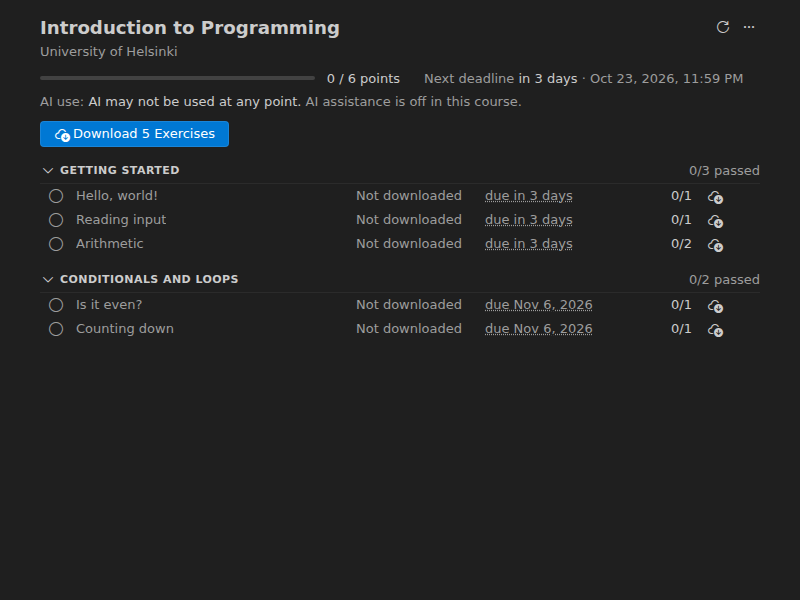 Introduction to Programming
University of Helsinki
0 / 6 points Next deadline in 3 days · Oct 23, 2026, 11:59 PM
AI use: AI may not be used at any point. AI assistance is off in this course.
Download 5 Exercises
GETTING STARTED 0/3 passed
Hello, world! Not downloaded due in 3 days 0/1
Reading input Not downloaded due in 3 days 0/1
Arithmetic Not downloaded due in 3 days 0/2
CONDITIONALS AND LOOPS 0/2 passed
Is it even? Not downloaded due Nov 6, 2026 0/1
Counting down Not downloaded due Nov 6, 2026 0/1